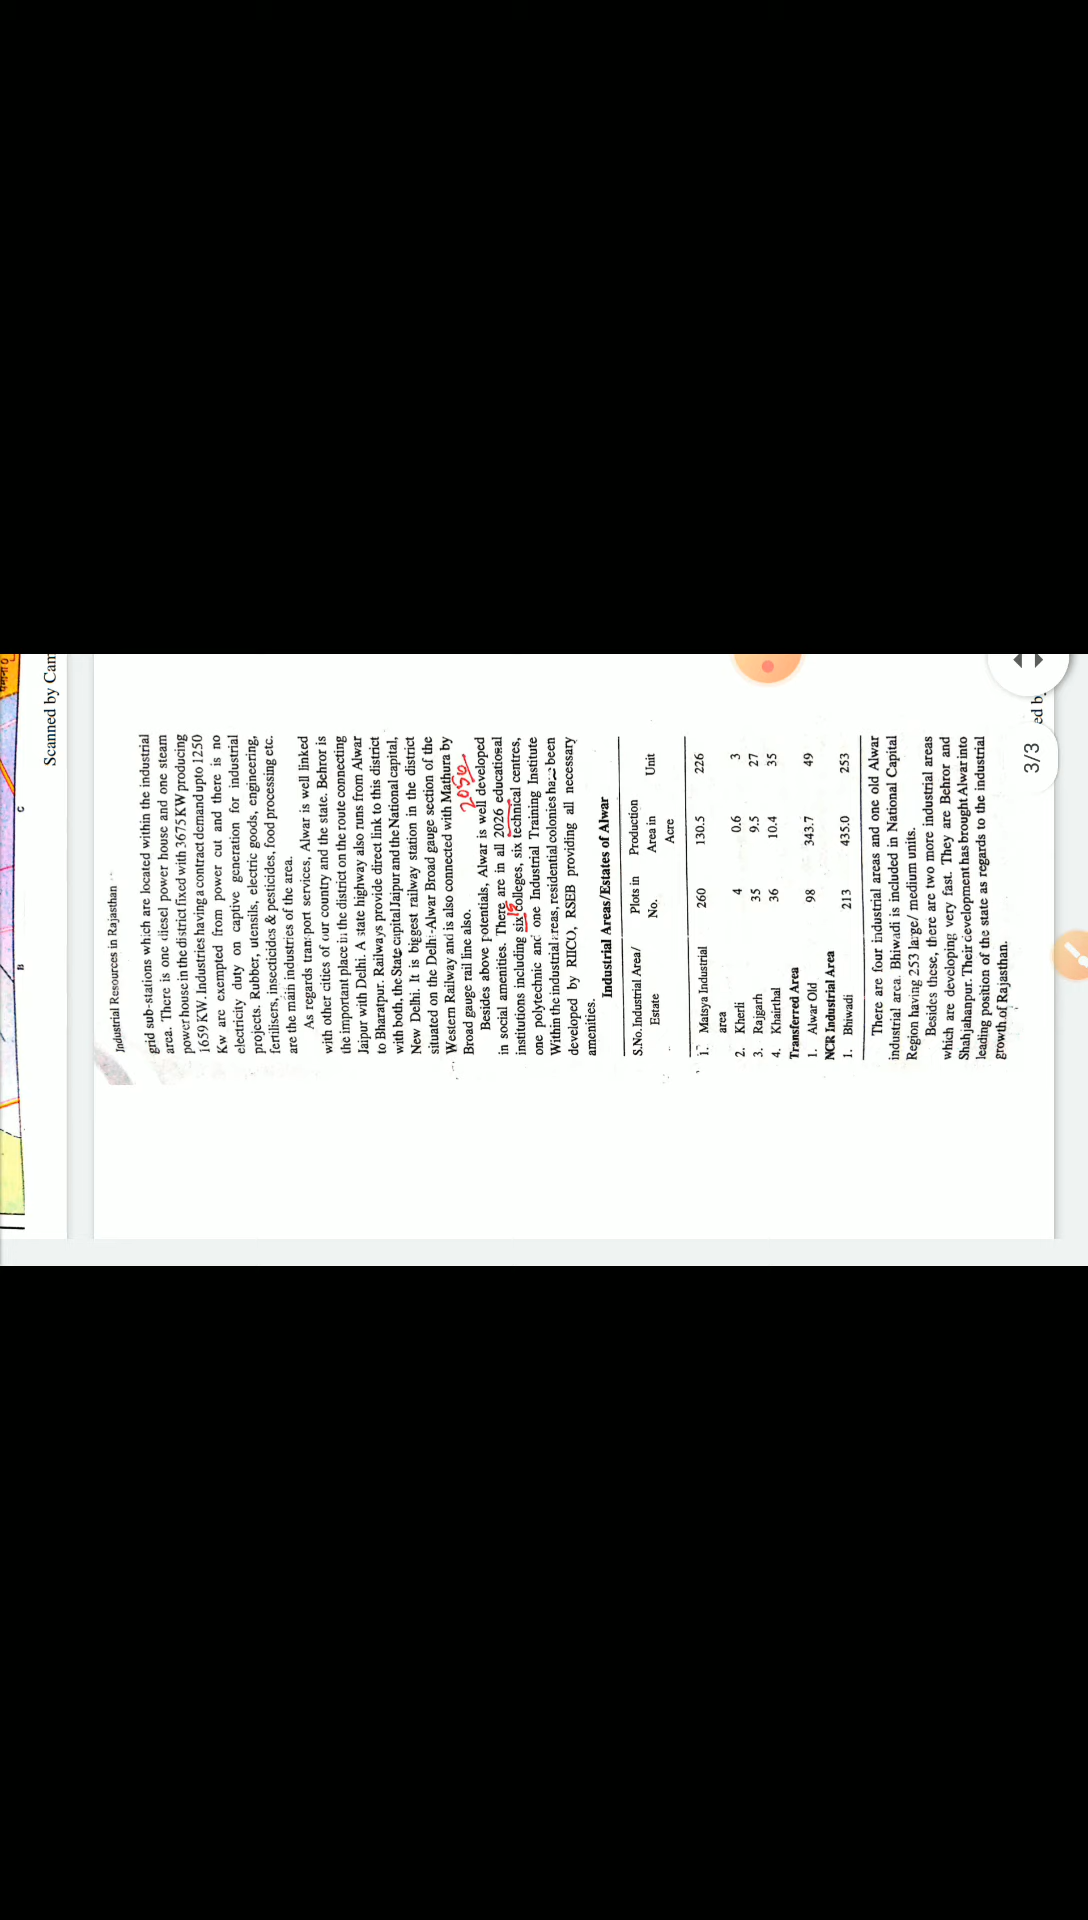 Scanned by Cam
B
C
Industrial Resources in Rajasthan
grid sub-stations which are located within the industrial
area. There is one diesel power house and one steam
power house in the district fixed with 3675 KW producing
1659 KW. Industries having a contract demand upto 1250
Kw are exempted from power cut and there is no
electricity duty on captive generation for industrial
projects. Rubber, utensils, electric goods, engineering,
fertilisers, insecticides & pesticides, food processing etc.
are the main industries of the area.
As regards transport services, Alwar is well linked
with other cities of our country and the state. Behror is
the important place in the district on the route connecting
Jaipur with Delhi. A state highway also runs from Alwar
to Bharatpur. Railways provide direct link to this district
with both, the State capital Jaipur and the National capital,
New Delhi. It is biggest railway station in the district
situated on the Delhi-Alwar Broad gauge section of the
Western Railway and is also connected with Mathura by
Broad gauge rail line also.
2056
Besides above potentials, Alwar is well developed
in social amenities. There are in all 2026 educational
institutions including six colleges, six technical centres,
one polytechnic and one Industrial Training Institute
Within the industrial areas, residential colonies have been
developed by RIICO, RSEB providing all necessary
amenities.
Industrial Areas/Estates of Alwar
S.No. Industrial Area/ Plots in Production Unit
Estate No. Area in
Acre
1. Matsya Industrial 260 130.5 226
area
2. Kherli 4 0.6 3
3. Rajgarh 35 9.5 27
4. Khairthal 36 10.4 35
Transferred Area
1. Alwar Old 98 343.7 49
NCR Industrial Area
1. Bhiwadi 213 435.0 253
There are four industrial areas and one old Alwar
industrial area. Bhiwadi is included in National Capital
Region having 253 large/ medium units.
Besides these, there are two more industrial areas
which are developing very fast. They are Behror and
Shahjahanpur. Their development has brought Alwar into
leading position of the state as regards to the industrial
growth of Rajasthan.
3/3
ed b